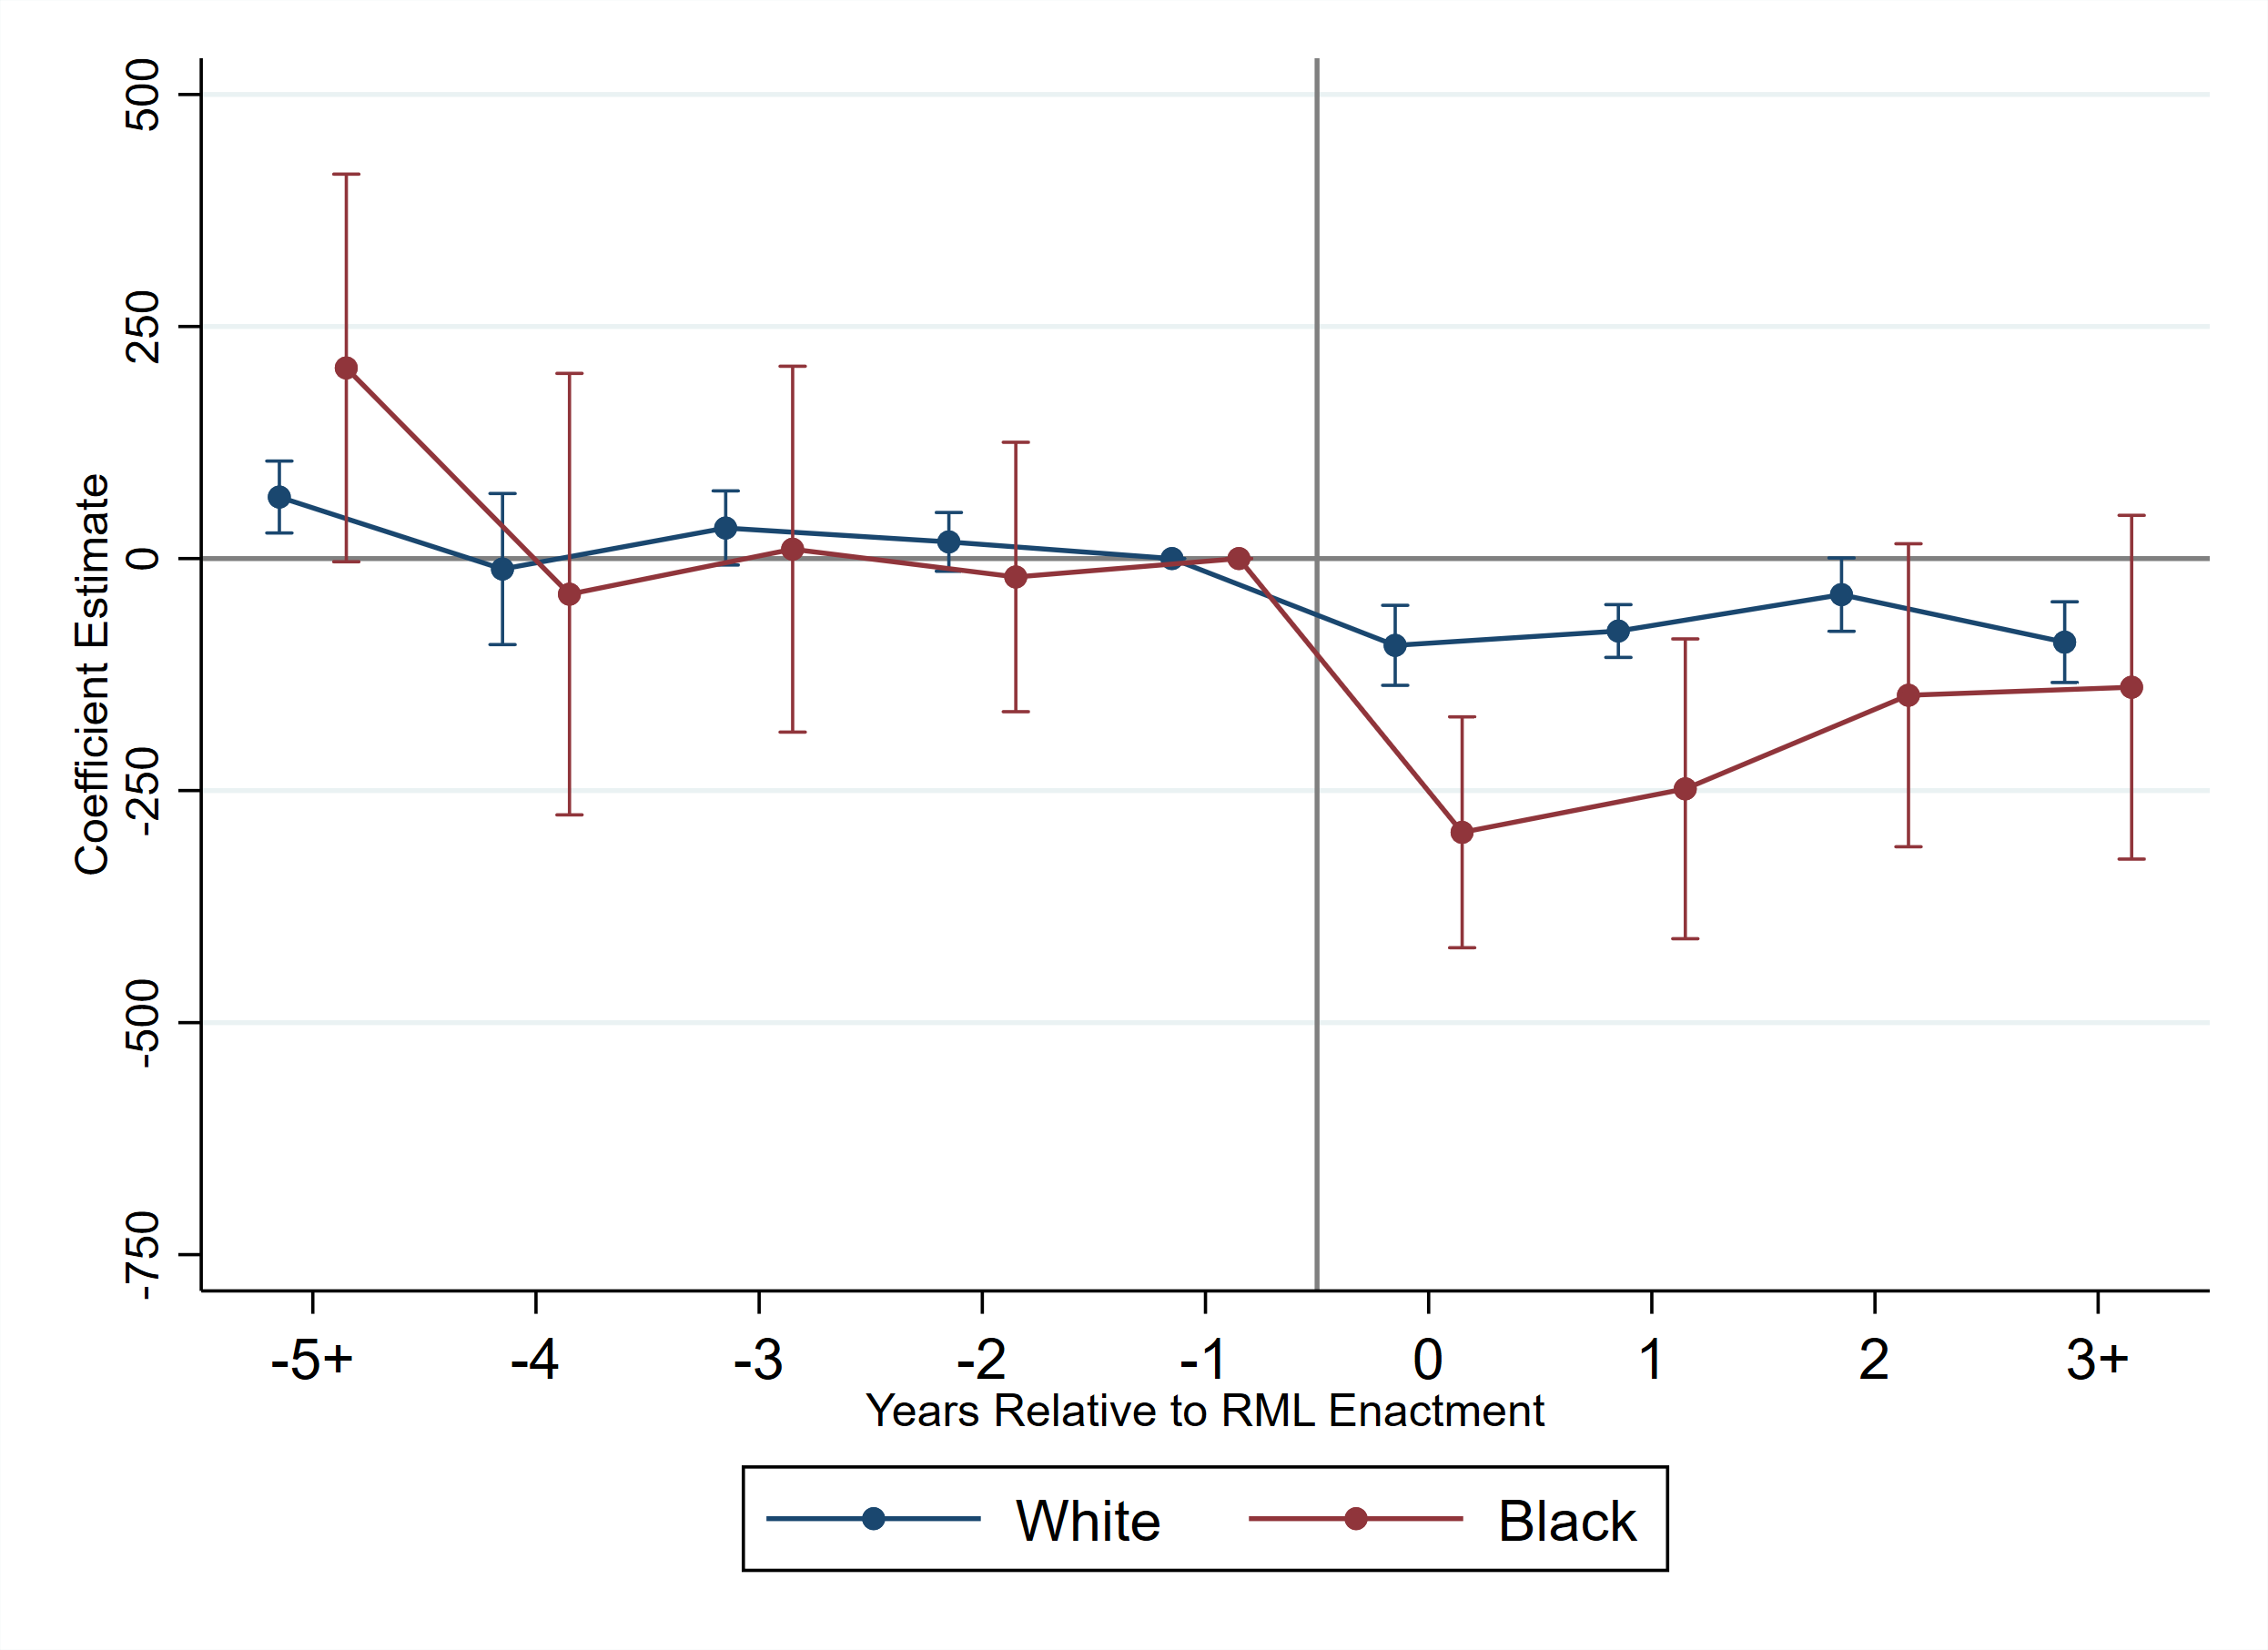 500
250
0
-250
-500
-750
Coefficient Estimate
-5+ -4 -3 -2 -1 0 1 2 3+
Years Relative to RML Enactment
White Black